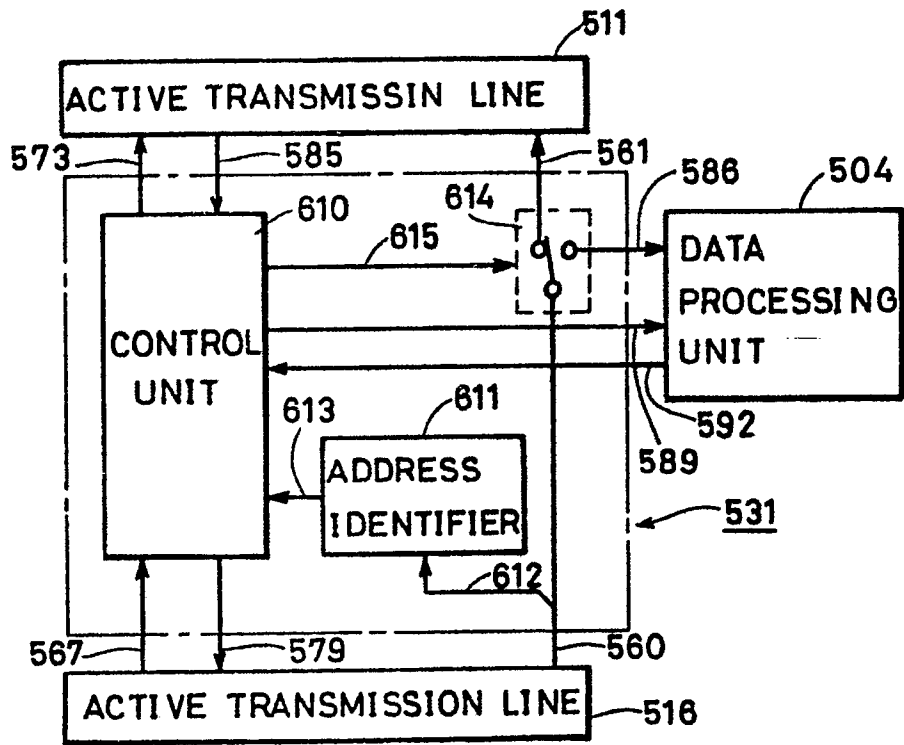 511
ACTIVE TRANSMISSIN LINE
573
585
561
586
504
610
614
615
DATA
PROCESSING
UNIT
CONTROL
UNIT
611
613
592
589
ADDRESS
IDENTIFIER
531
612
567
579
560
ACTIVE TRANSMISSION LINE
516